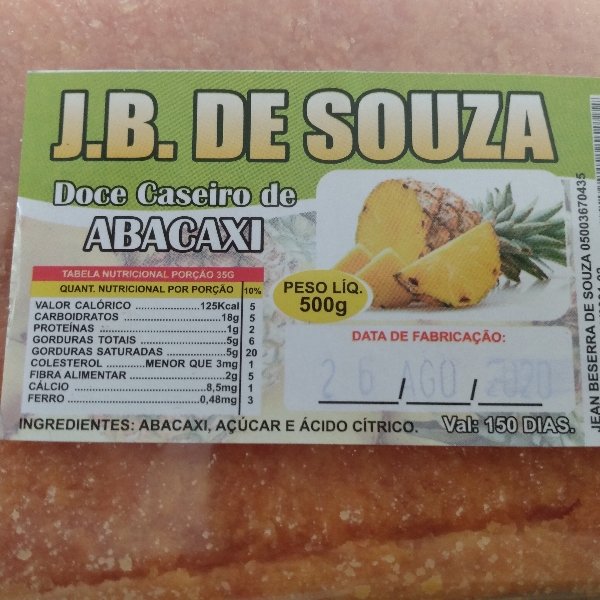 J.B. DE SOUZA
Doce Caseiro de
ABACAXI
TABELA NUTRICIONAL PORÇÃO 35G
QUANT. NUTRICIONAL POR PORÇÃO 10%
VALOR CALÓRICO ................125Kcal 5
CARBOIDRATOS ........................18g 5
PROTEÍNAS ................................1g 2
GORDURAS TOTAIS .....................5g 6
GORDURAS SATURADAS ..............5g 20
COLESTEROL ..........MENOR QUE 3mg 1
FIBRA ALIMENTAR ......................2g 5
CÁLCIO ..................................8,5mg 1
FERRO .................................0,48mg 3
PESO LÍQ.
500g
DATA DE FABRICAÇÃO:
26/AGO/2020
INGREDIENTES: ABACAXI, AÇÚCAR E ÁCIDO CÍTRICO.
Val: 150 DIAS.
JEAN BESERRA DE SOUZA 05003670435